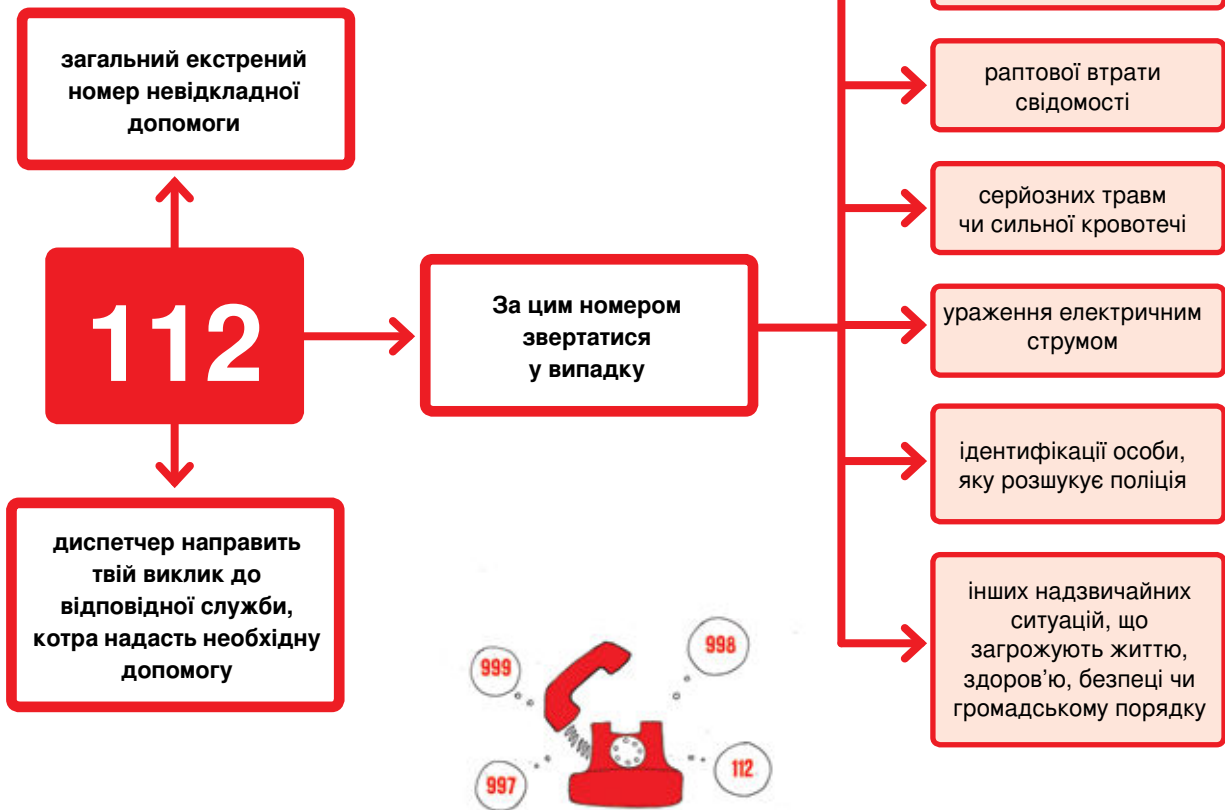 загальний екстрений
номер невідкладної
допомоги
112
диспетчер направить
твій виклик до
відповідної служби,
котра надасть необхідну
допомогу
За цим номером
звертатися
у випадку
раптової втрати
свідомості
серйозних травм
чи сильної кровотечі
ураження електричним
струмом
ідентифікації особи,
яку розшукує поліція
інших надзвичайних
ситуацій, що
загрожують життю,
здоров’ю, безпеці чи
громадському порядку
999
998
997
112